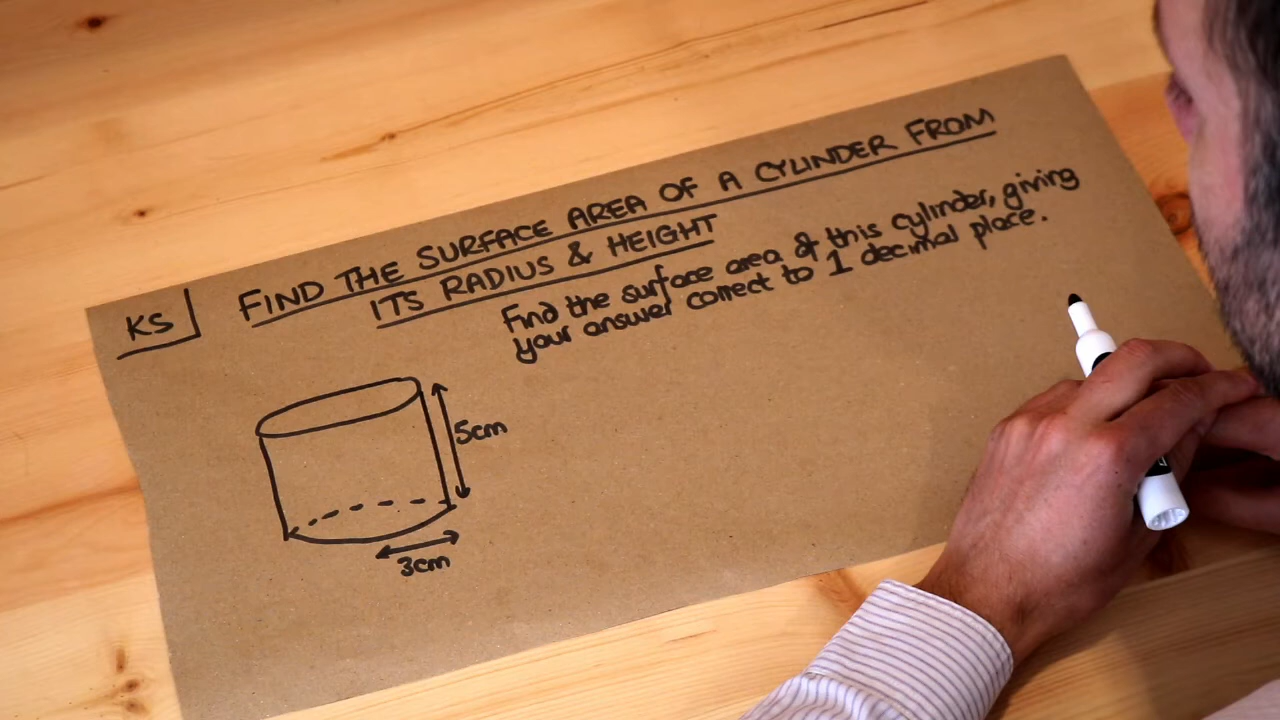 KS
FIND THE SURFACE AREA OF A CYLINDER FROM
ITS RADIUS & HEIGHT
Find the surface area of this cylinder, giving
your answer correct to 1 decimal place.
5cm
3cm